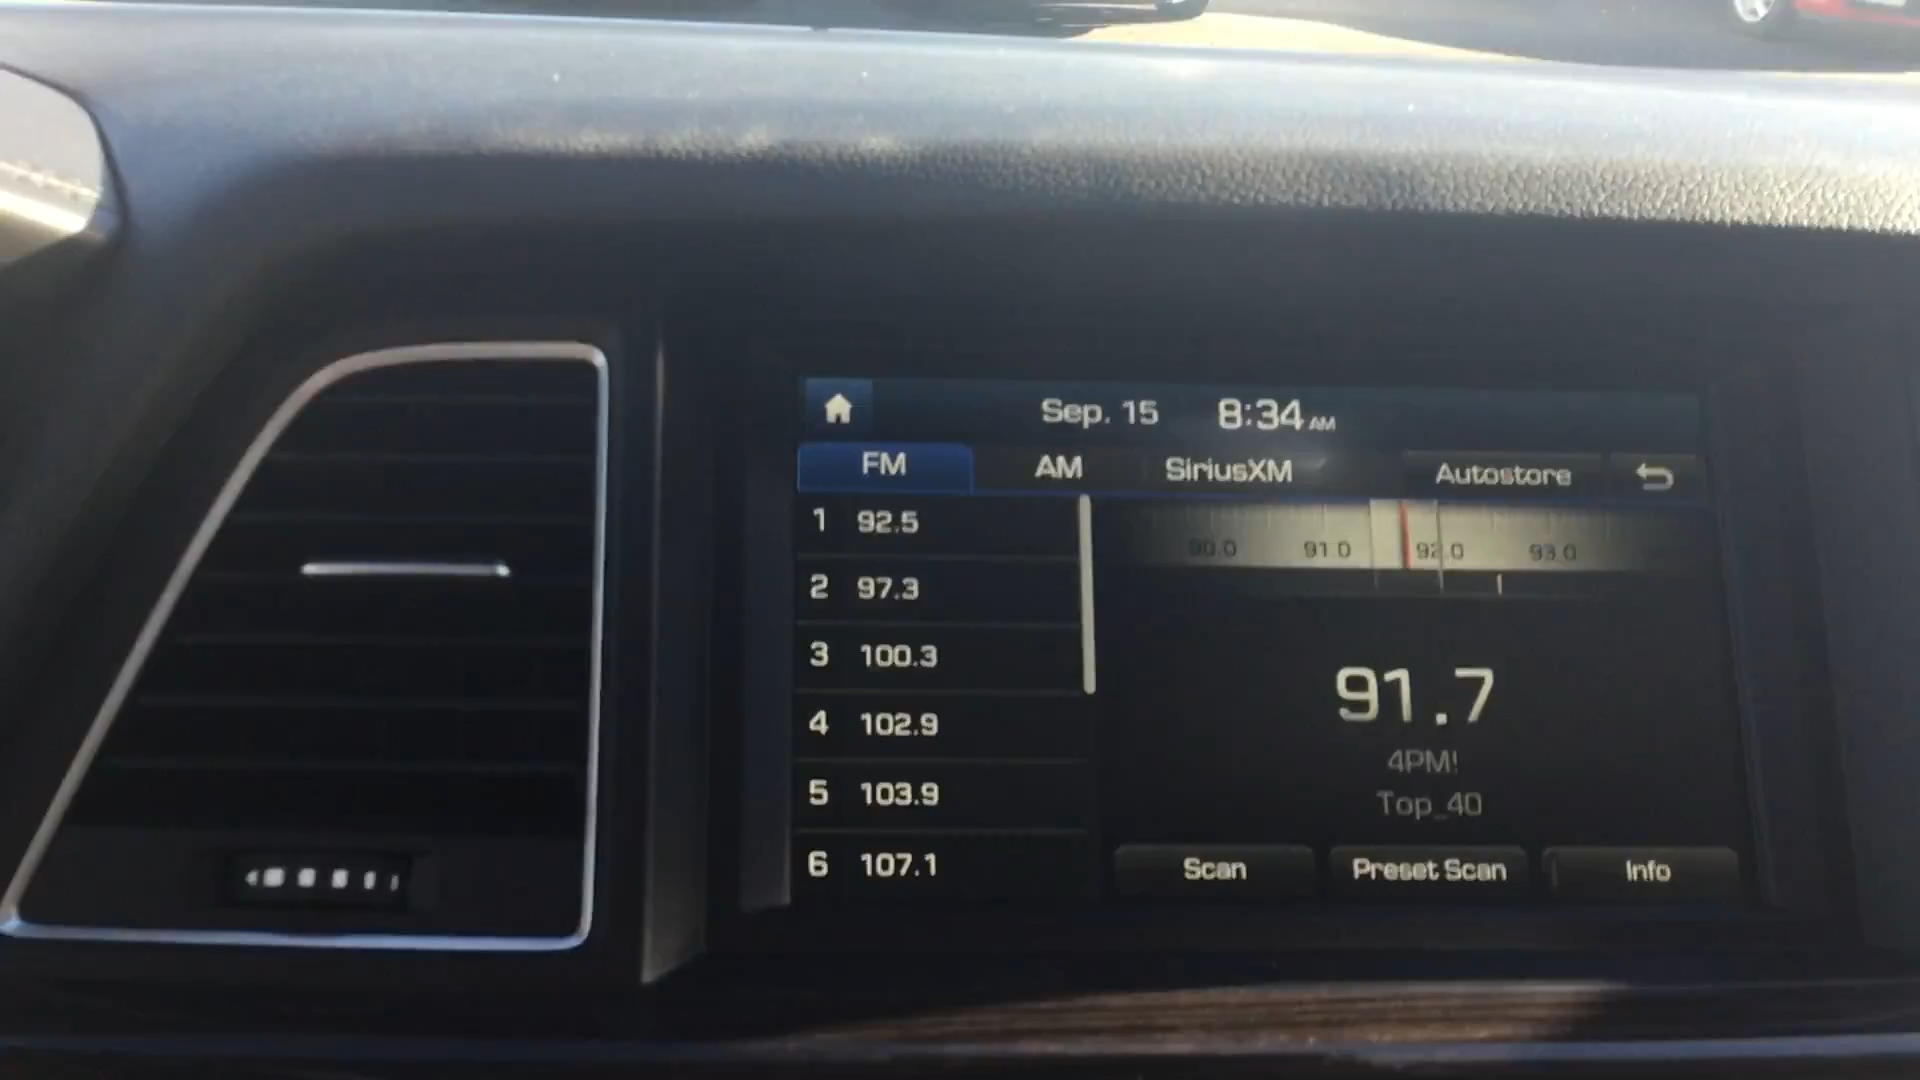 Sep. 15 8:34 AM
FM AM SiriusXM Autostore
1 92.5
2 97.3
3 100.3
4 102.9
5 103.9
6 107.1
90.0 91.0 92.0 93.0
91.7
4PM!
Top_40
Scan Preset Scan Info